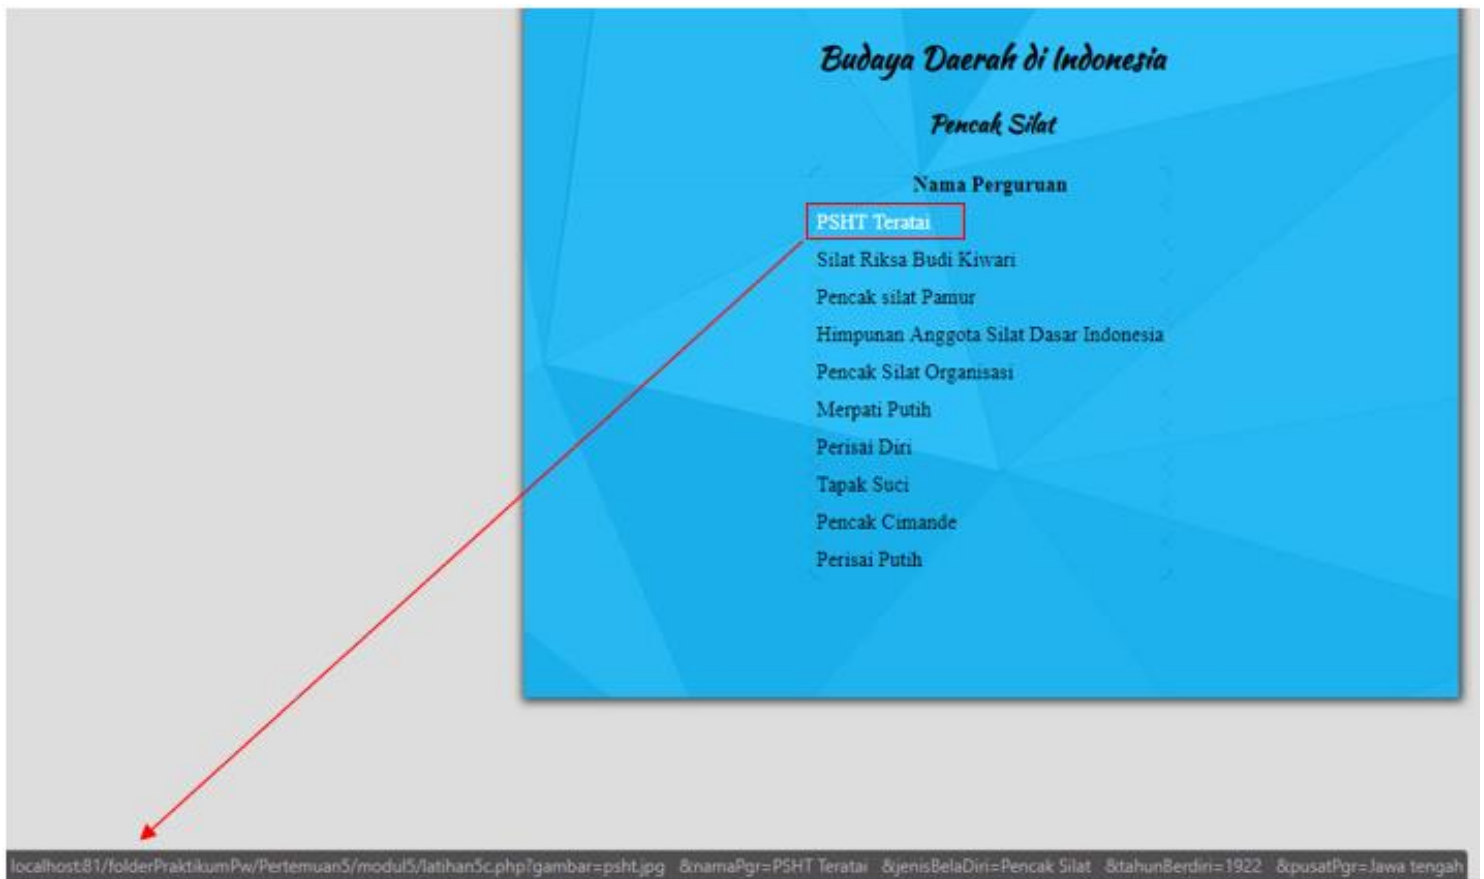 Budaya Daerah di Indonesia
Pencak Silat
Nama Perguruan
PSHT Teratai
Silat Riksa Budi Kiwari
Pencak silat Pamur
Himpunan Anggota Silat Dasar Indonesia
Pencak Silat Organisasi
Merpati Putih
Perisai Diri
Tapak Suci
Pencak Cimande
Perisai Putih
localhost:81/folderPraktikumPw/Pertemuan5/modul5/latihan5c.php?gambar=psht.jpg &namaPgr=PSHT Teratai &jenisBelaDiri=Pencak Silat &tahunBerdiri=1922 &pusatPgr=Jawa tengah